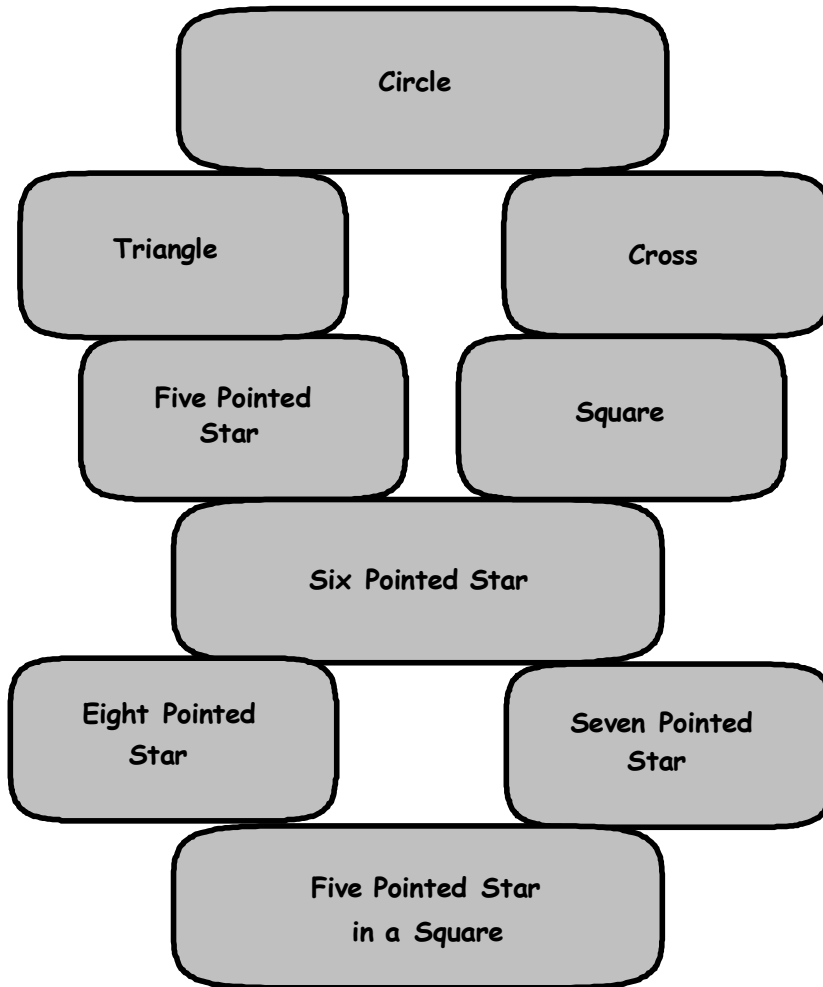 Circle
Triangle
Cross
Five Pointed
Star
Square
Six Pointed Star
Eight Pointed
Star
Seven Pointed
Star
Five Pointed Star
in a Square